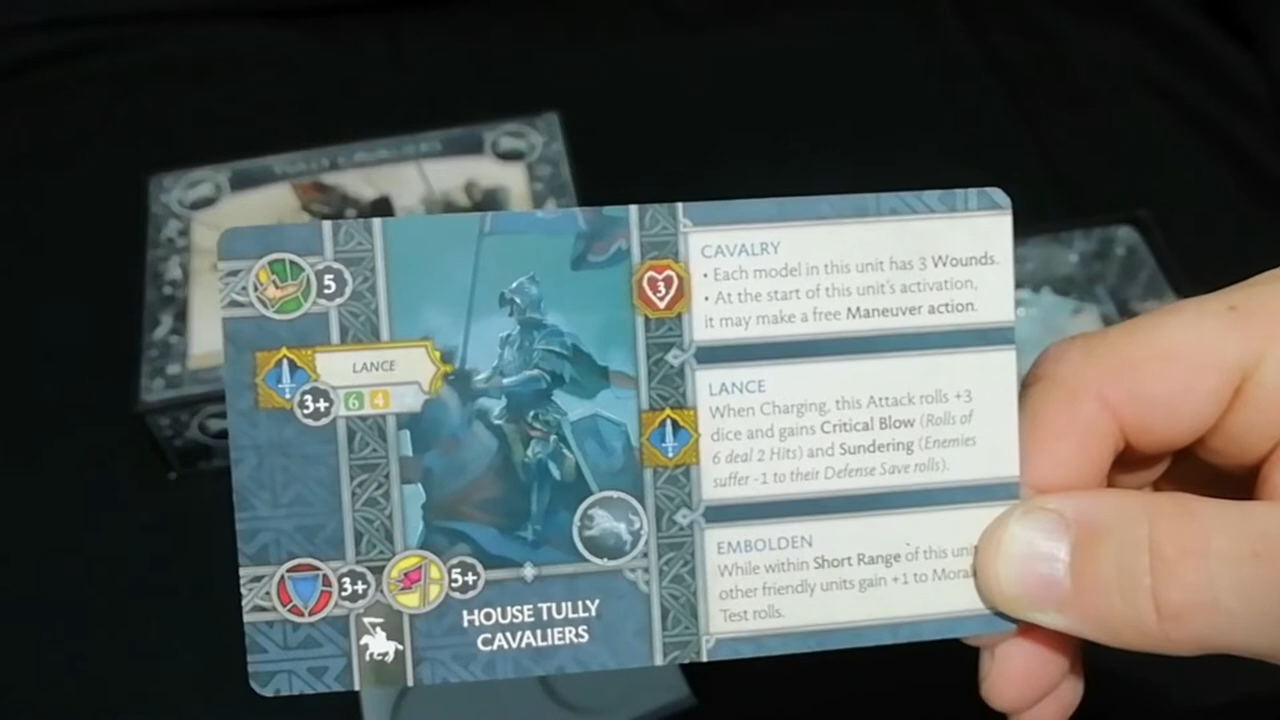 TULLY CAVALIERS
5
LANCE
3+ 6 4
3+ 5+
HOUSE TULLY
CAVALIERS
3
CAVALRY
• Each model in this unit has 3 Wounds.
• At the start of this unit's activation,
it may make a free Maneuver action.
LANCE
When Charging, this Attack rolls +3
dice and gains Critical Blow (Rolls of
6 deal 2 Hits) and Sundering (Enemies
suffer -1 to their Defense Save rolls).
EMBOLDEN
While within Short Range of this uni
other friendly units gain +1 to Mora
Test rolls.